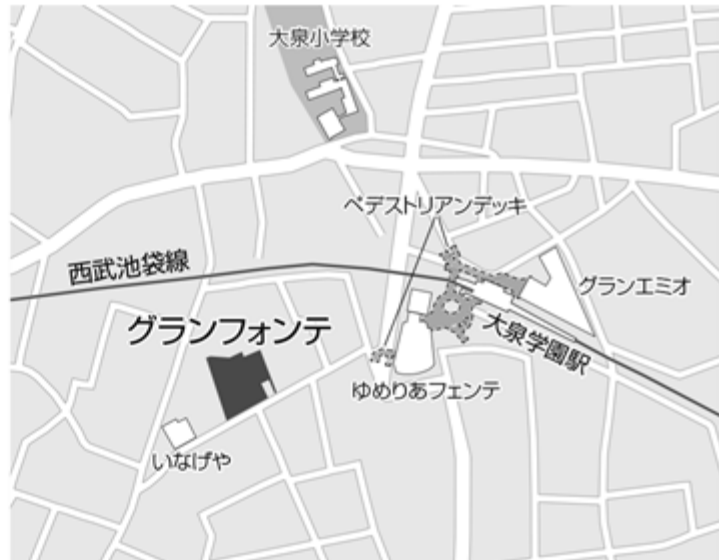 大泉小学校
ペデストリアンデッキ
西武池袋線
グランエミオ
グランフォンテ
大泉学園駅
ゆめりあフェンテ
いなげや